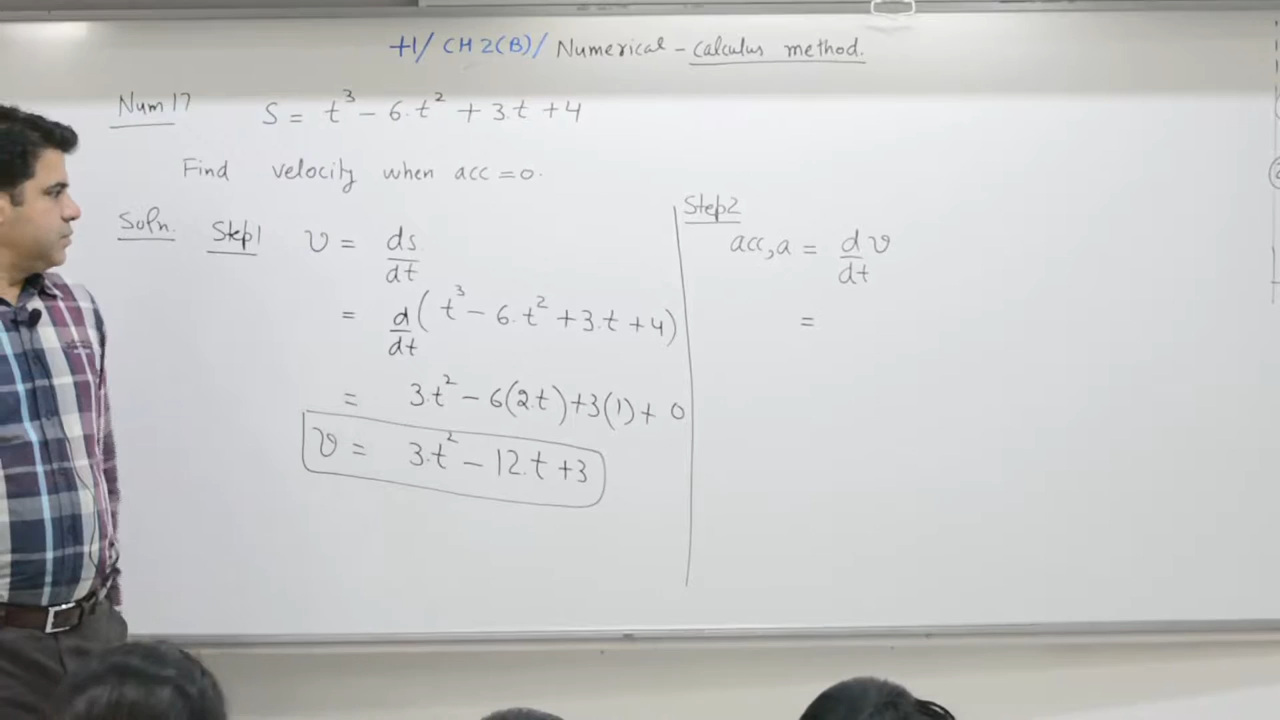 +1/ CH 2(B)/ Numerical - calculus method.
Num 17 S = t³ - 6.t² + 3.t + 4
Find velocity when acc = 0.
Soln. Step1 v = ds/dt
= d/dt (t³ - 6.t² + 3.t + 4)
= 3.t² - 6(2.t) + 3(1) + 0
v = 3.t² - 12.t + 3
Step2
acc, a = d/dt v
=